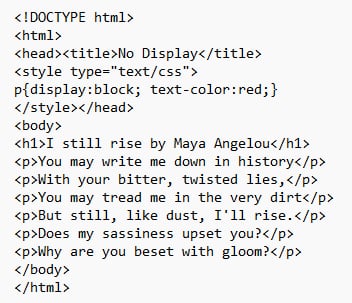 <!DOCTYPE html>
<html>
<head><title>No Display</title>
<style type="text/css">
p{display:block; text-color:red;}
</style></head>
<body>
<h1>I still rise by Maya Angelou</h1>
<p>You may write me down in history</p>
<p>With your bitter, twisted lies,</p>
<p>You may tread me in the very dirt</p>
<p>But still, like dust, I'll rise.</p>
<p>Does my sassiness upset you?</p>
<p>Why are you beset with gloom?</p>
</body>
</html>